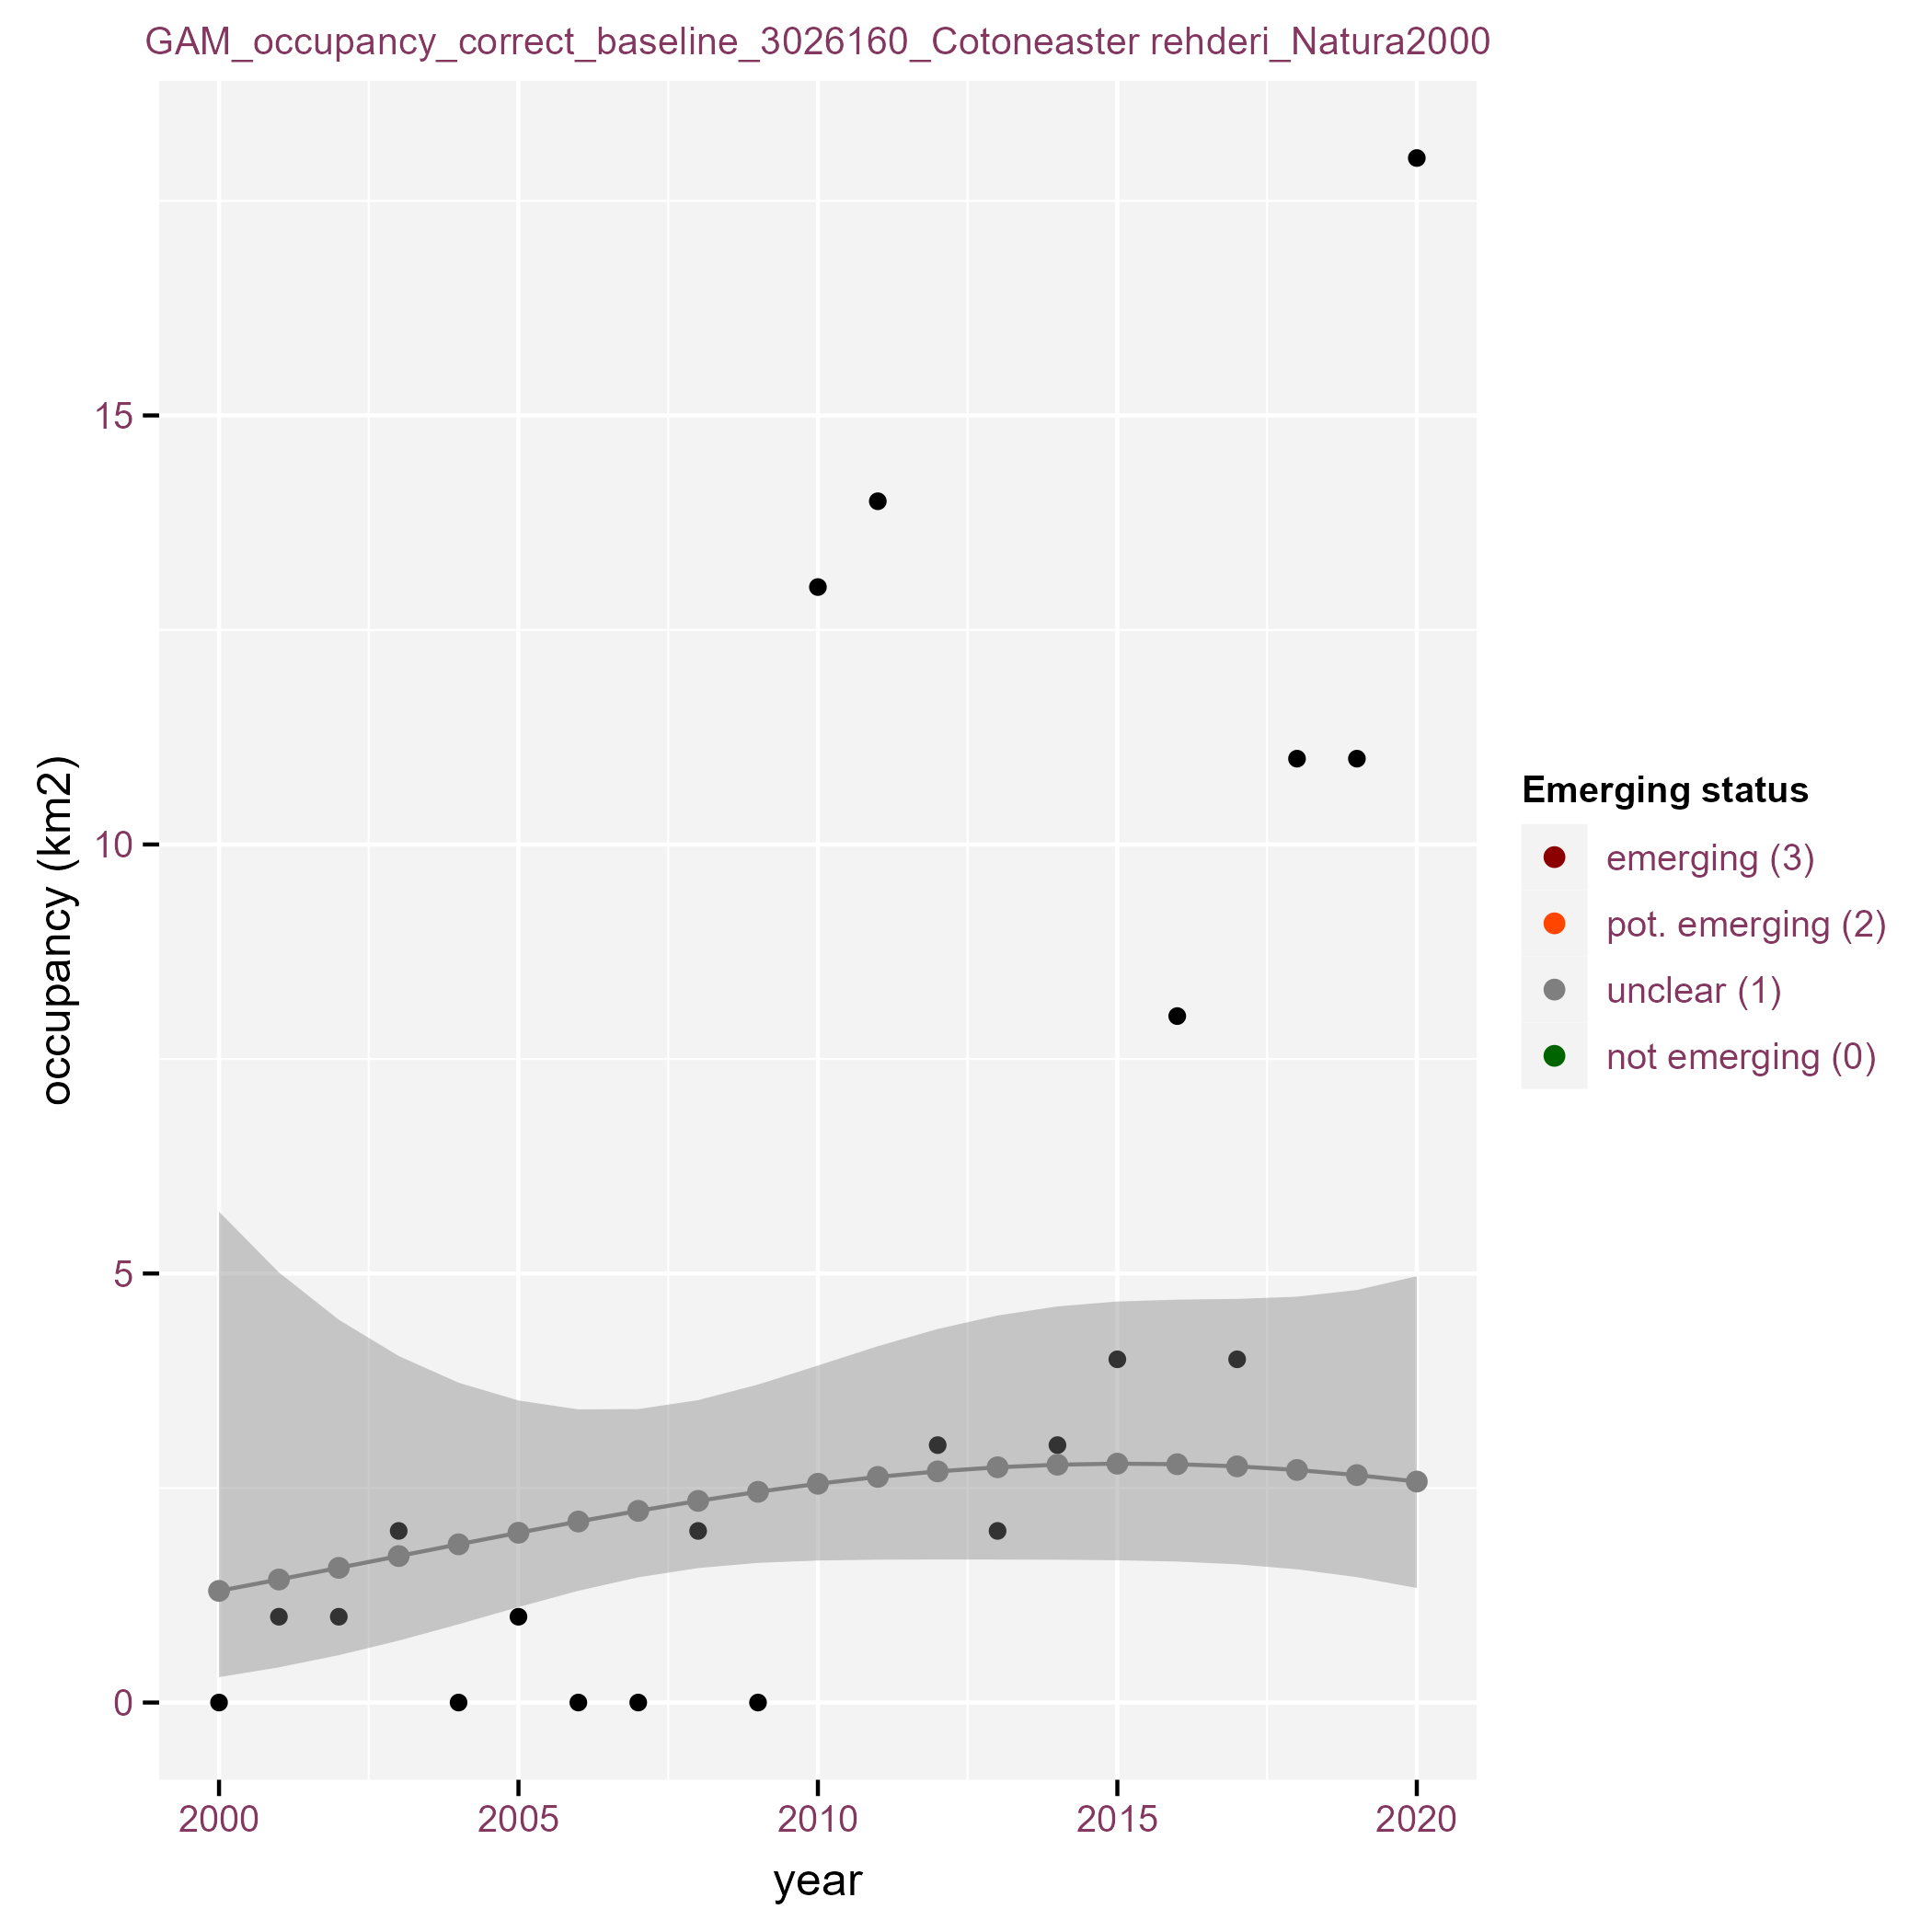 GAM_occupancy_correct_baseline_3026160_Cotoneaster rehderi_Natura2000
15
10
5
0
occupancy (km2)
2000 2005 2010 2015 2020
year
Emerging status
emerging (3)
pot. emerging (2)
unclear (1)
not emerging (0)